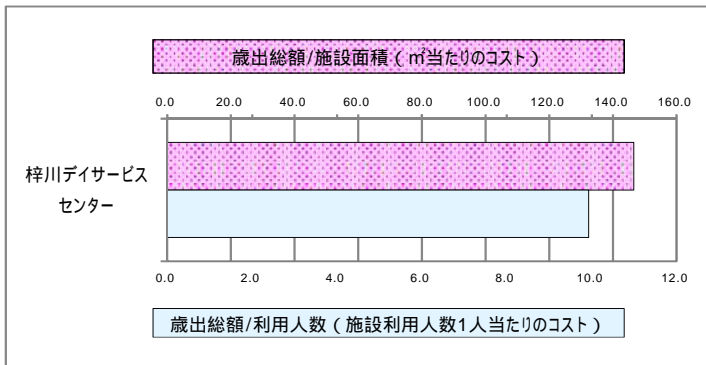 歳出総額/施設面積（㎡当たりのコスト）
0.0 20.0 40.0 60.0 80.0 100.0 120.0 140.0 160.0
梓川デイサービス
センター
0.0 2.0 4.0 6.0 8.0 10.0 12.0
歳出総額/利用人数（施設利用人数1人当たりのコスト）